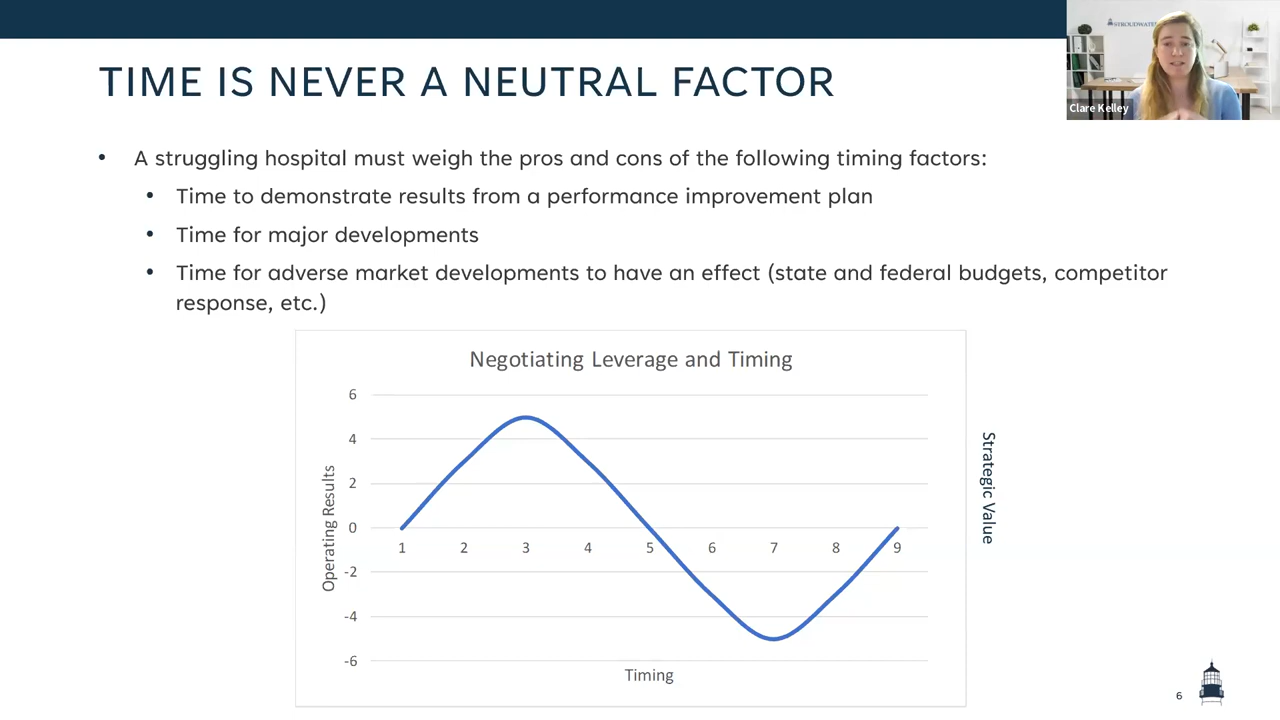 STROUDWATER
Clare Kelley
TIME IS NEVER A NEUTRAL FACTOR
• A struggling hospital must weigh the pros and cons of the following timing factors:
• Time to demonstrate results from a performance improvement plan
• Time for major developments
• Time for adverse market developments to have an effect (state and federal budgets, competitor
response, etc.)
Negotiating Leverage and Timing
6
4
2
0
-2
-4
-6
Operating Results
1 2 3 4 5 6 7 8 9
Timing
Strategic Value
6